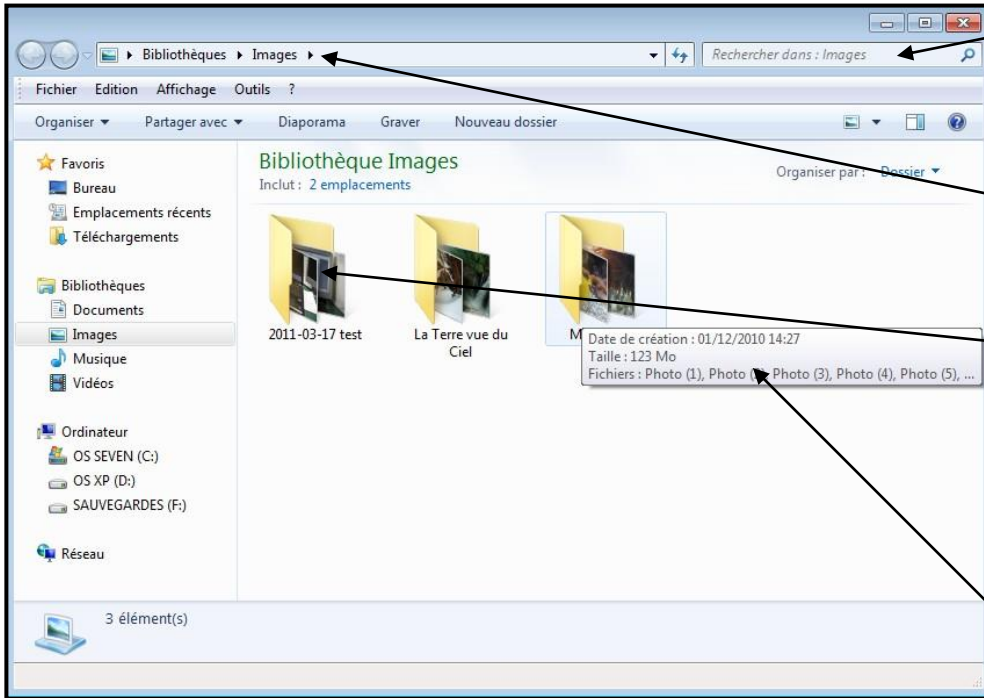 Bibliothèques Images
Rechercher dans : Images
Fichier Edition Affichage Outils ?
Organiser Partager avec Diaporama Graver Nouveau dossier
Favoris
Bureau
Emplacements récents
Téléchargements
Bibliothèques
Documents
Images
Musique
Vidéos
Ordinateur
OS SEVEN (C:)
OS XP (D:)
SAUVEGARDES (F:)
Réseau
Bibliothèque Images
Inclut : 2 emplacements
Organiser par : Dossier
2011-03-17 test
La Terre vue du
Ciel
Date de création : 01/12/2010 14:27
Taille : 123 Mo
Fichiers : Photo (1), Photo (2), Photo (3), Photo (4), Photo (5), ...
3 élément(s)